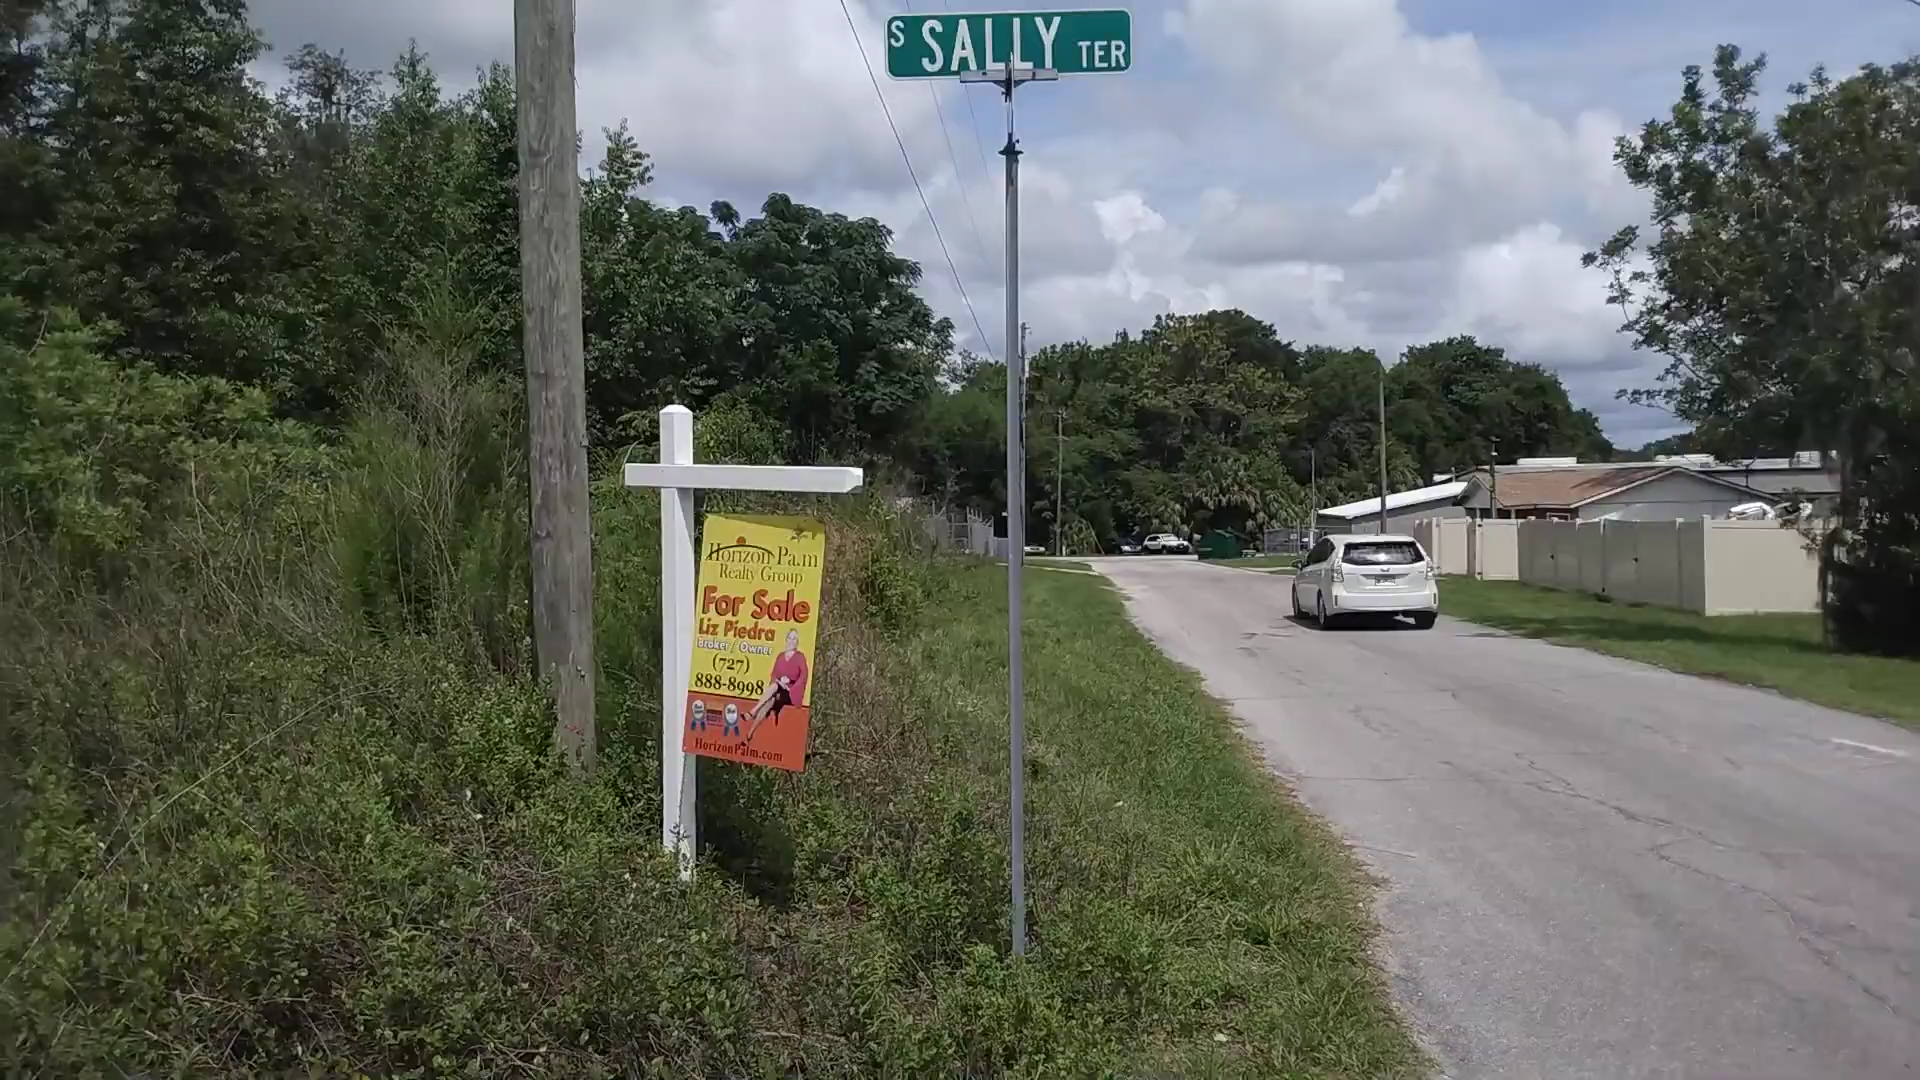 S SALLY TER
Horizon Palm
Realty Group
For Sale
Liz Piedra
Broker / Owner
(727)
888-8998
HorizonPalm.com